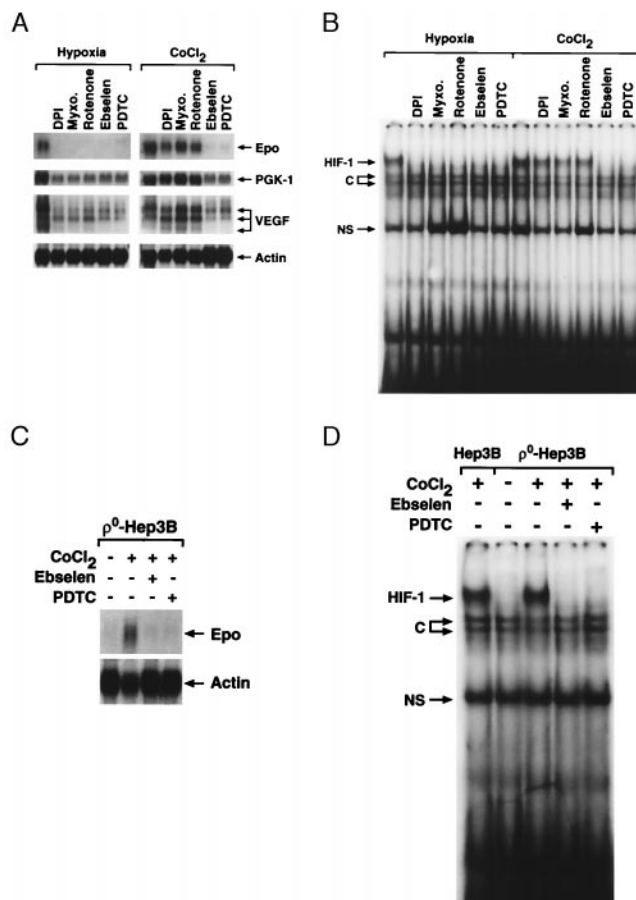 A
Hypoxia CoCl2
DPI Myxo. Rotenone Ebselen PDTC DPI Myxo. Rotenone Ebselen PDTC
Epo
PGK-1
VEGF
Actin
B
Hypoxia CoCl2
DPI Myxo. Rotenone Ebselen PDTC DPI Myxo. Rotenone Ebselen PDTC
HIF-1
C
NS
C
ρ0-Hep3B
CoCl2 - + + +
Ebselen - - + -
PDTC - - - +
Epo
Actin
D
Hep3B ρ0-Hep3B
CoCl2 + - + + +
Ebselen - - - + -
PDTC - - - - +
HIF-1
C
NS